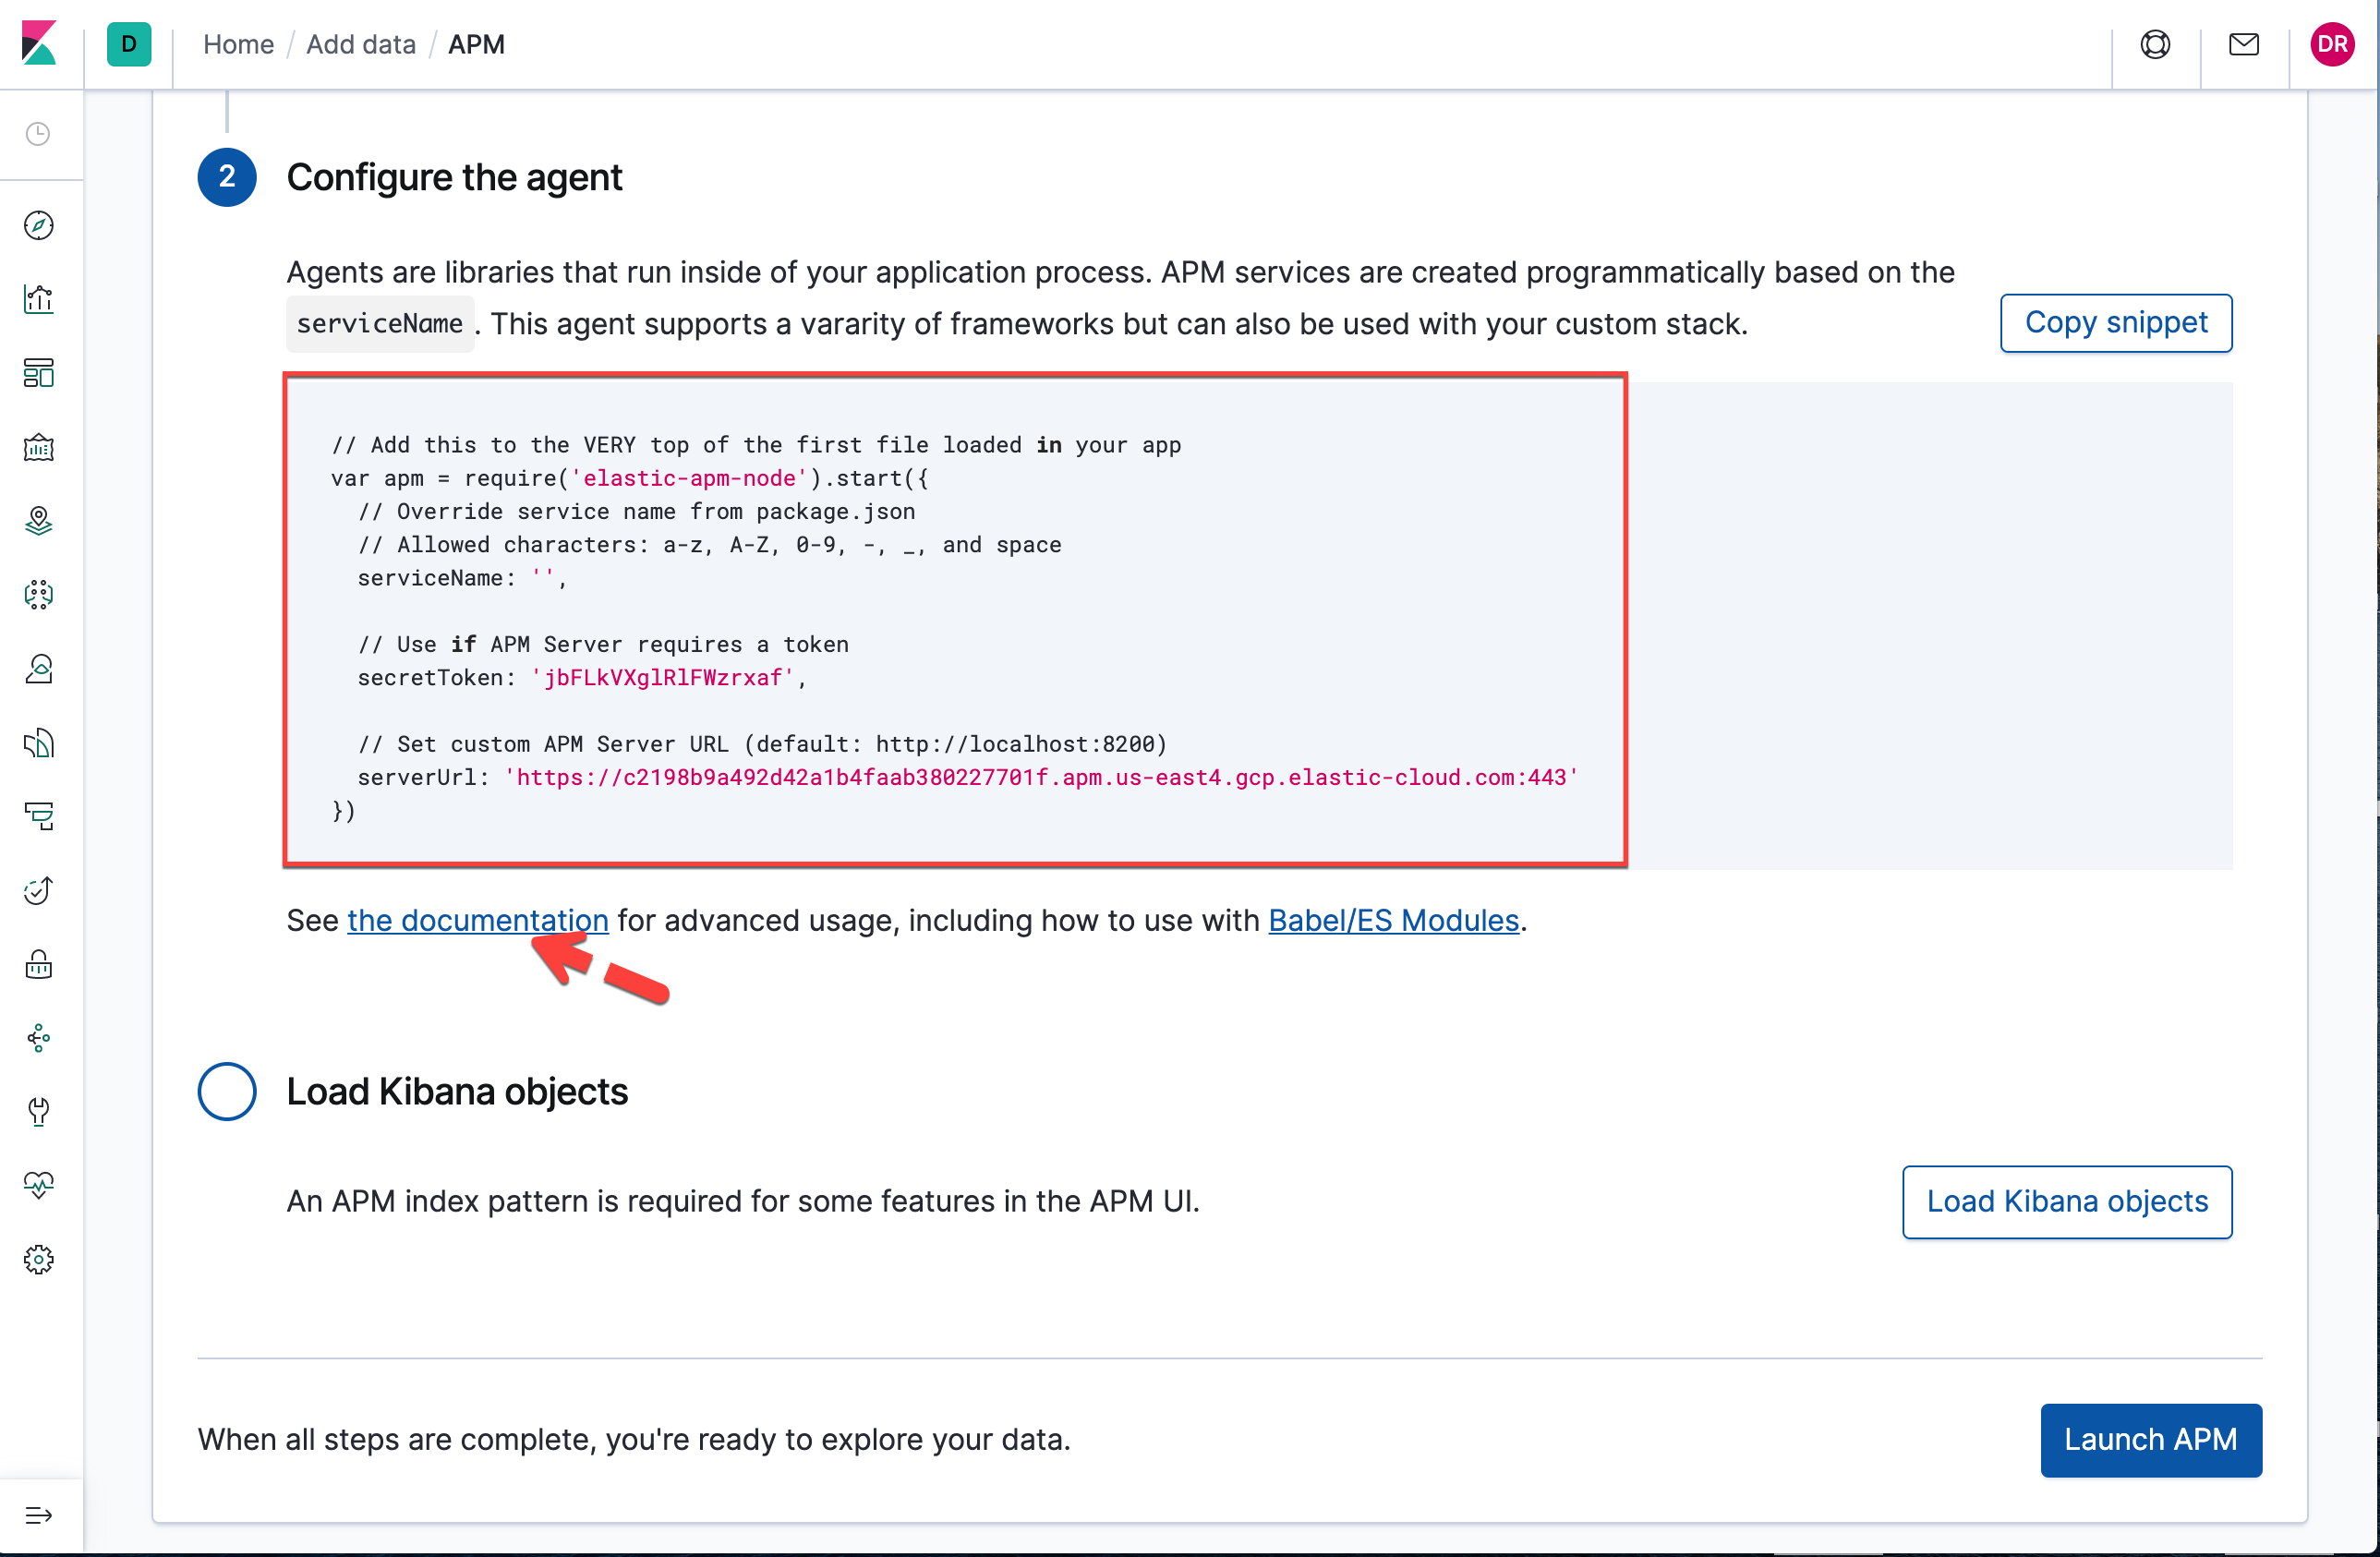 D
Home / Add data / APM
DR
2
Configure the agent
Agents are libraries that run inside of your application process. APM services are created programmatically based on the
serviceName . This agent supports a vararity of frameworks but can also be used with your custom stack.
Copy snippet
// Add this to the VERY top of the first file loaded in your app
var apm = require('elastic-apm-node').start({
  // Override service name from package.json
  // Allowed characters: a-z, A-Z, 0-9, -, _, and space
  serviceName: '',
  // Use if APM Server requires a token
  secretToken: 'jbFLkVXglRlFWzrxaf',
  // Set custom APM Server URL (default: http://localhost:8200)
  serverUrl: 'https://c2198b9a492d42a1b4faab380227701f.apm.us-east4.gcp.elastic-cloud.com:443'
})
See the documentation for advanced usage, including how to use with Babel/ES Modules.
Load Kibana objects
An APM index pattern is required for some features in the APM UI.
Load Kibana objects
When all steps are complete, you're ready to explore your data.
Launch APM